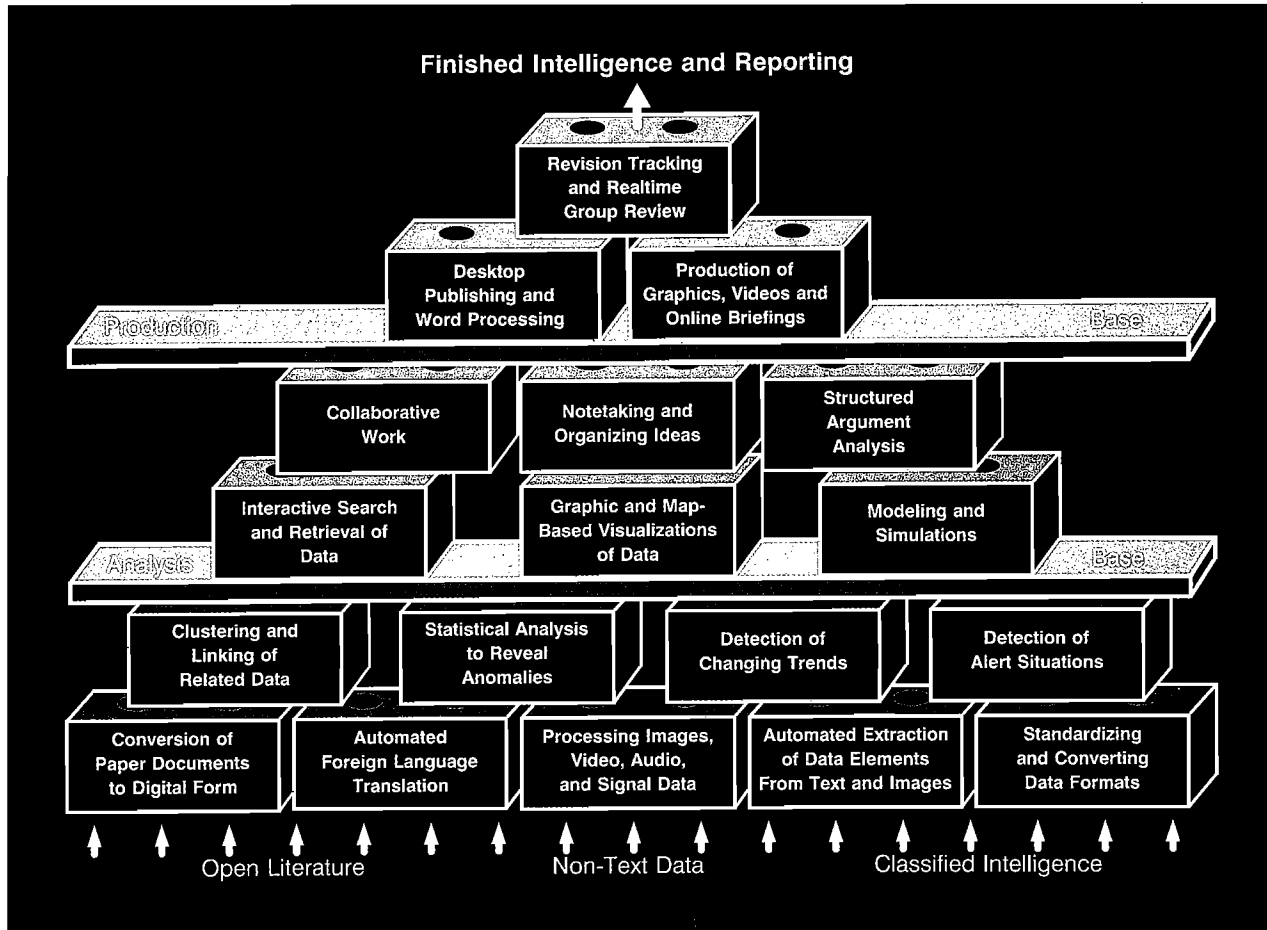 Finished Intelligence and Reporting
Revision Tracking
and Realtime
Group Review
Desktop
Publishing and
Word Processing
Production of
Graphics, Videos and
Online Briefings
Production
Base
Collaborative
Work
Notetaking and
Organizing Ideas
Structured
Argument
Analysis
Interactive Search
and Retrieval of
Data
Graphic and Map-
Based Visualizations
of Data
Modeling and
Simulations
Analysis
Base
Clustering and
Linking of
Related Data
Statistical Analysis
to Reveal
Anomalies
Detection of
Changing Trends
Detection of
Alert Situations
Conversion of
Paper Documents
to Digital Form
Automated
Foreign Language
Translation
Processing Images,
Video, Audio,
and Signal Data
Automated Extraction
of Data Elements
From Text and Images
Standardizing
and Converting
Data Formats
Open Literature
Non-Text Data
Classified Intelligence